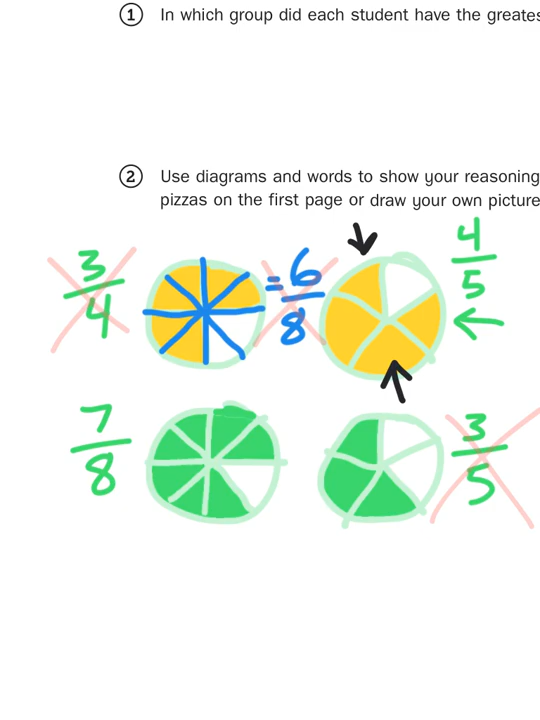 1 In which group did each student have the greates
2 Use diagrams and words to show your reasoning
pizzas on the first page or draw your own picture
3/4
= 6/8
4/5
7/8
3/5